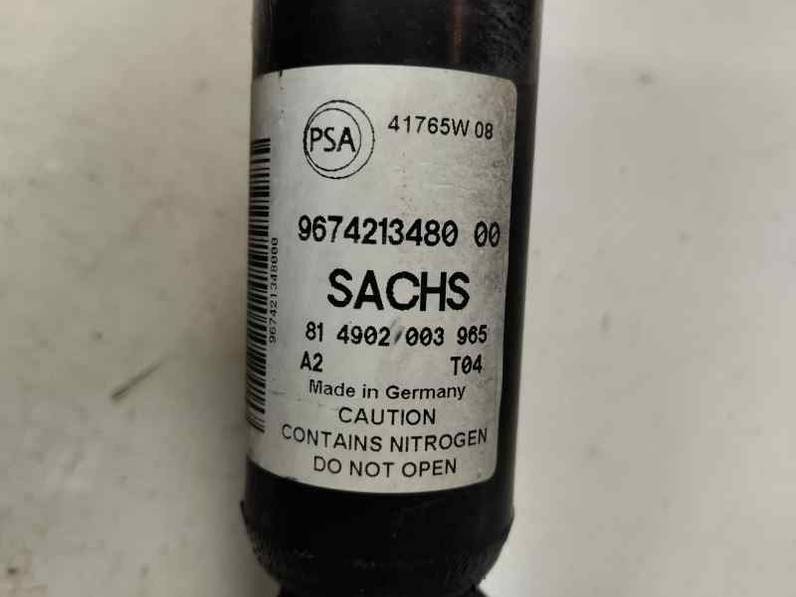 PSA
41765W 08
9674213480 00
967421348000
SACHS
81 4902/003 965
A2 T04
Made in Germany
CAUTION
CONTAINS NITROGEN
DO NOT OPEN